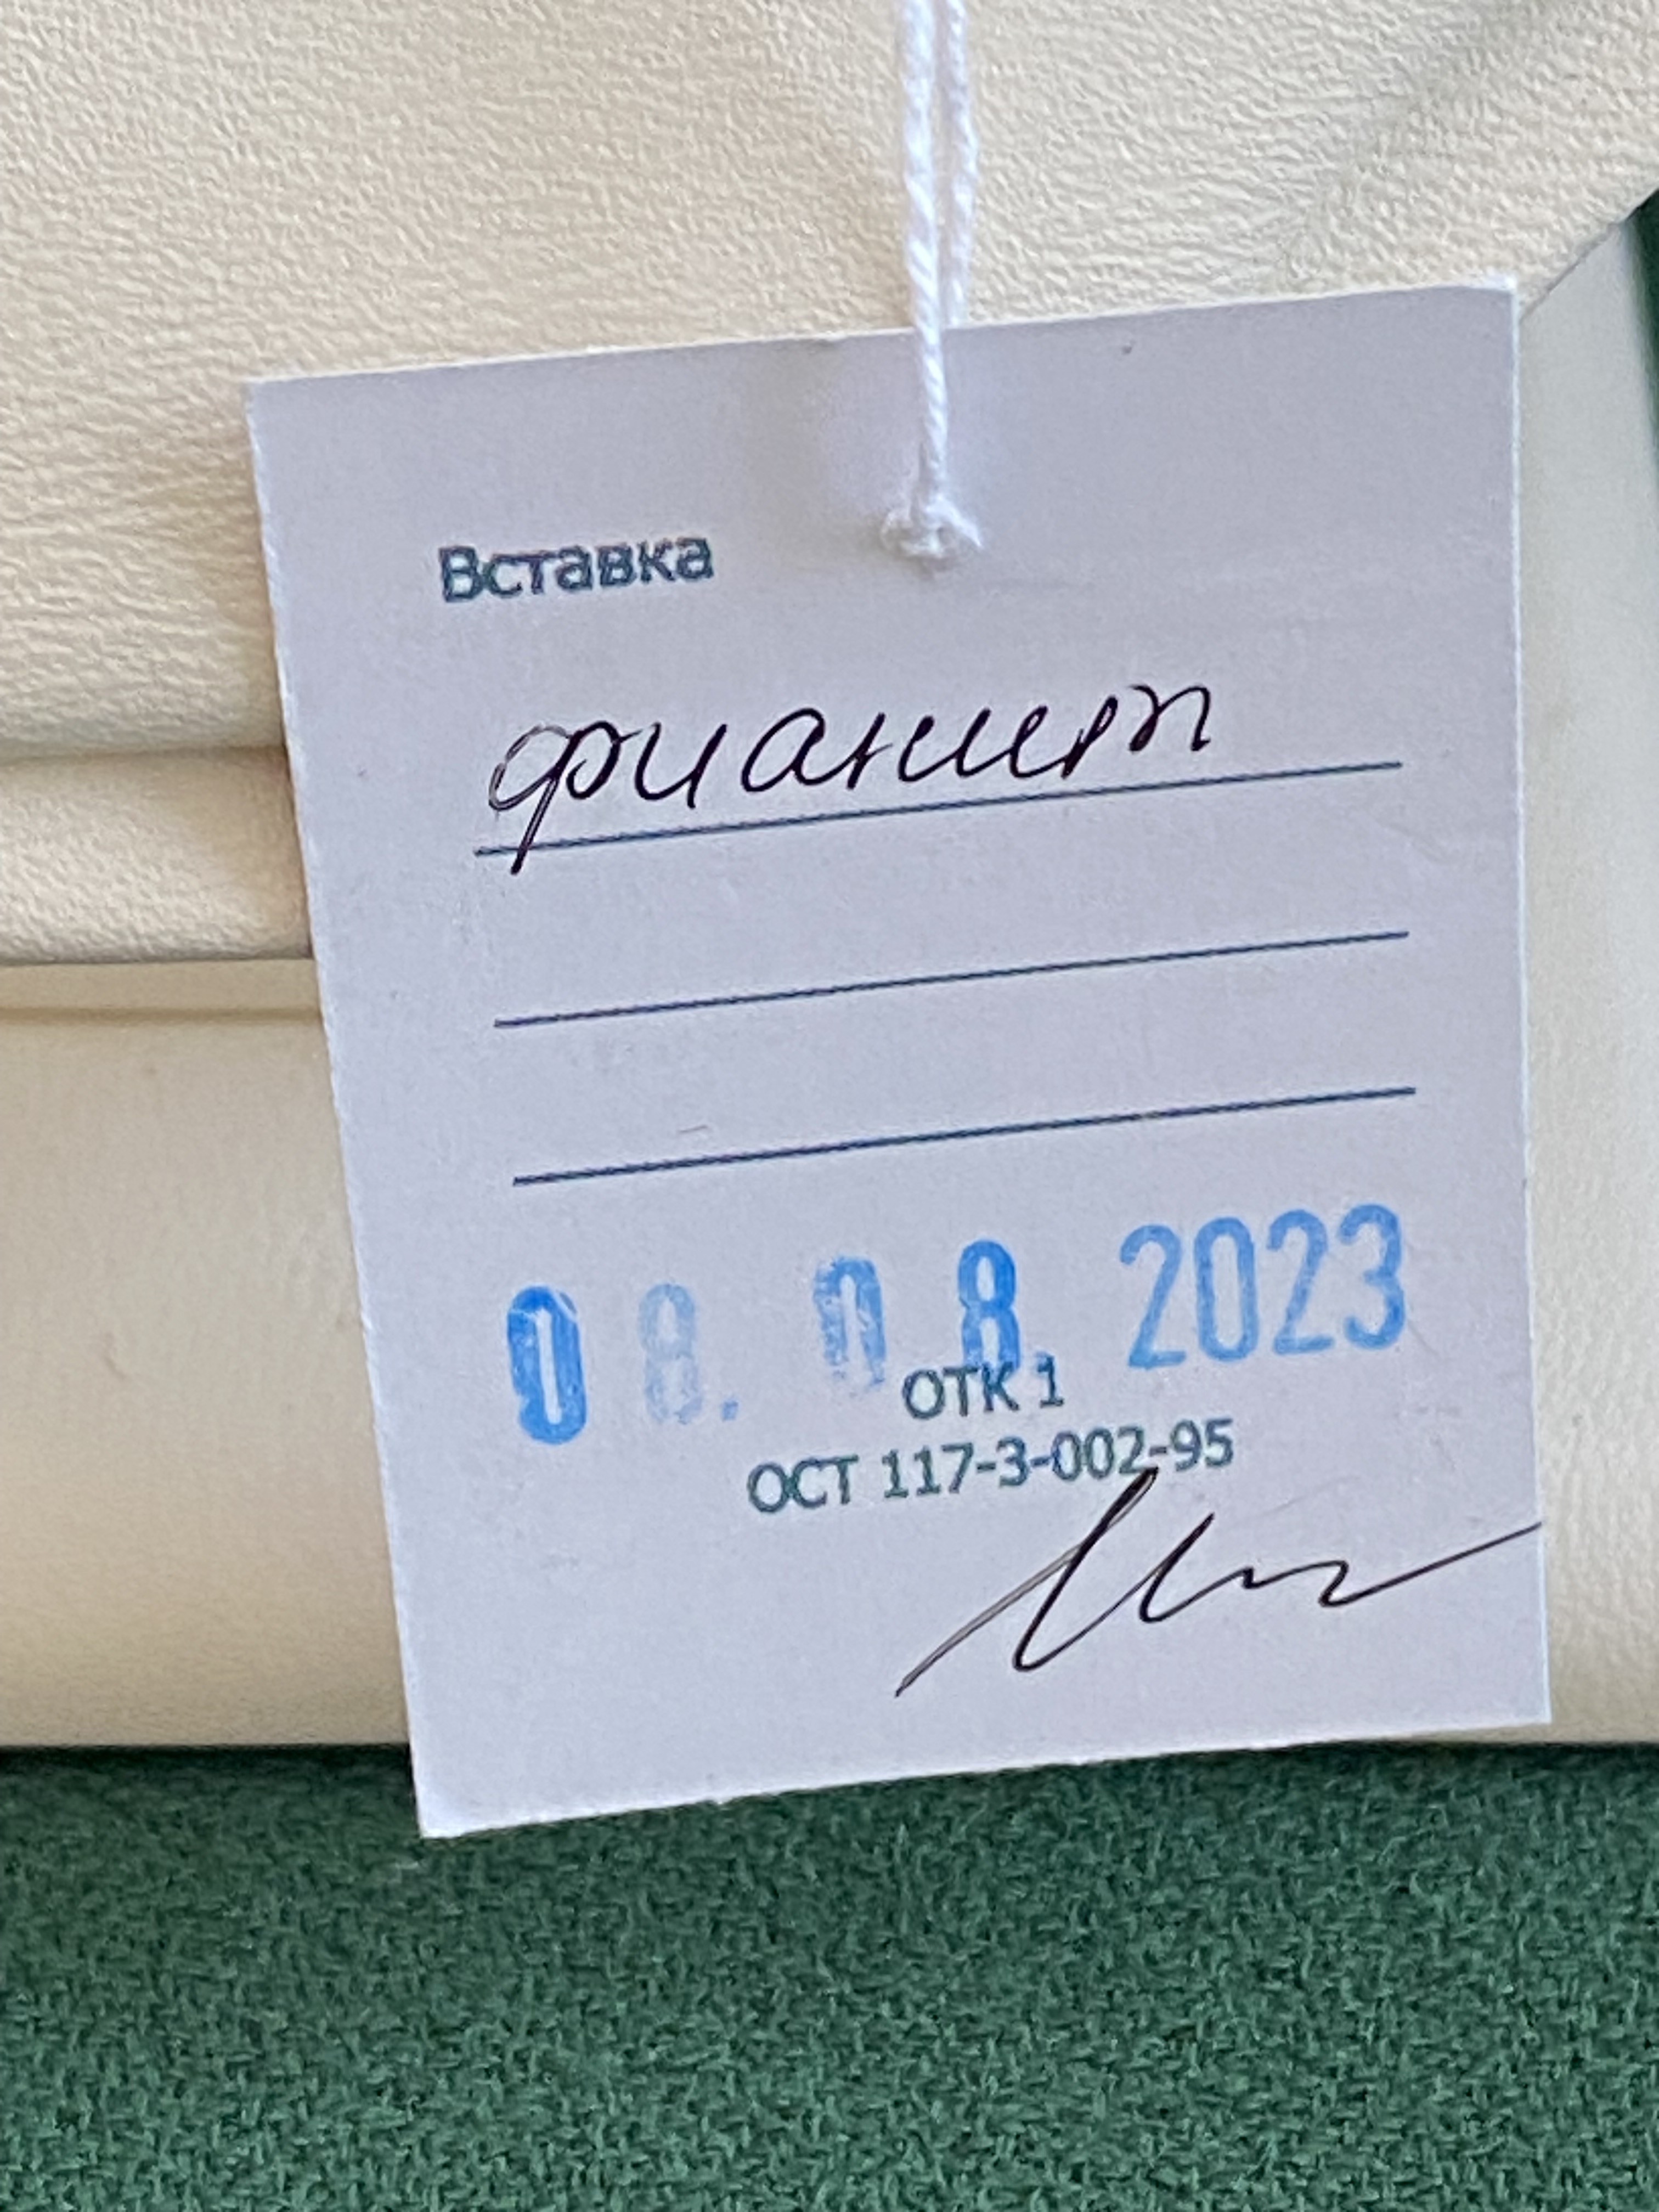 Вставка
фианит
08.08.2023
ОТК 1
ОСТ 117-3-002-95